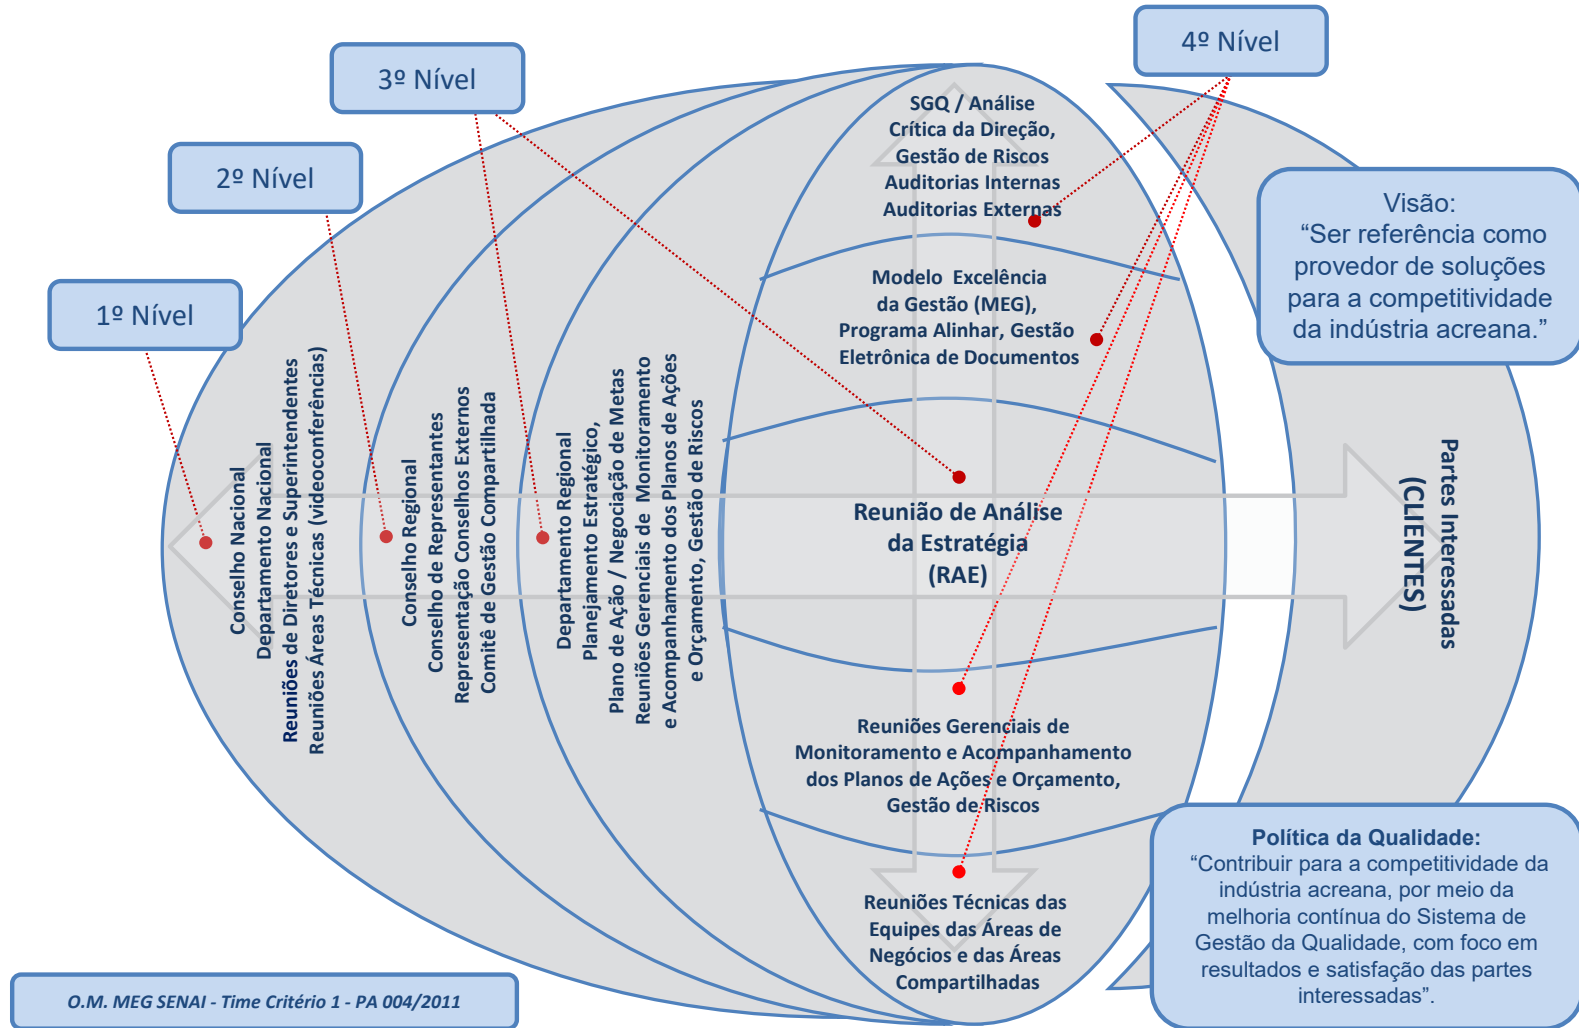 4º Nível
3º Nível
2º Nível
1º Nível
SGQ / Análise
Crítica da Direção,
Gestão de Riscos
Auditorias Internas
Auditorias Externas
Visão:
“Ser referência como
provedor de soluções
para a competitividade
da indústria acreana.”
Modelo Excelência
da Gestão (MEG),
Programa Alinhar, Gestão
Eletrônica de Documentos
Conselho Nacional
Departamento Nacional
Reuniões de Diretores e Superintendentes
Reuniões Áreas Técnicas (videoconferências)
Conselho Regional
Conselho de Representantes
Representação Conselhos Externos
Comitê de Gestão Compartilhada
Departamento Regional
Planejamento Estratégico,
Plano de Ação / Negociação de Metas
Reuniões Gerenciais de Monitoramento
e Acompanhamento dos Planos de Ações
e Orçamento, Gestão de Riscos
Reunião de Análise
da Estratégia
(RAE)
Partes Interessadas
(CLIENTES)
Reuniões Gerenciais de
Monitoramento e Acompanhamento
dos Planos de Ações e Orçamento,
Gestão de Riscos
Reuniões Técnicas das
Equipes das Áreas de
Negócios e das Áreas
Compartilhadas
Política da Qualidade:
“Contribuir para a competitividade da
indústria acreana, por meio da
melhoria contínua do Sistema de
Gestão da Qualidade, com foco em
resultados e satisfação das partes
interessadas”.
O.M. MEG SENAI - Time Critério 1 - PA 004/2011